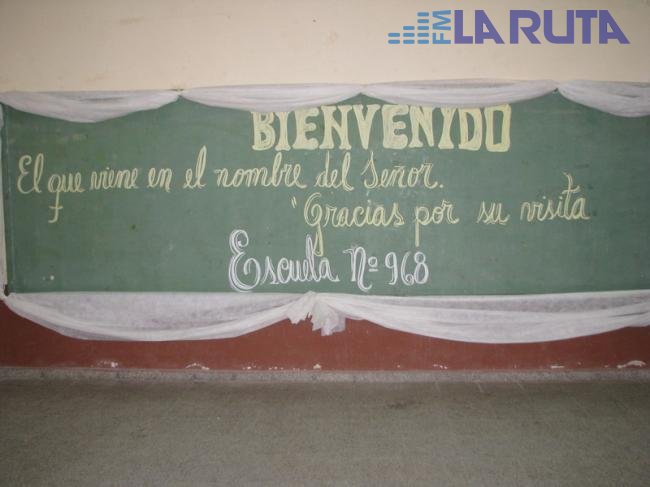 FM LA RUTA
BIENVENIDO
El que viene en el nombre del Señor.
"Gracias por su visita
Escuela Nº 968